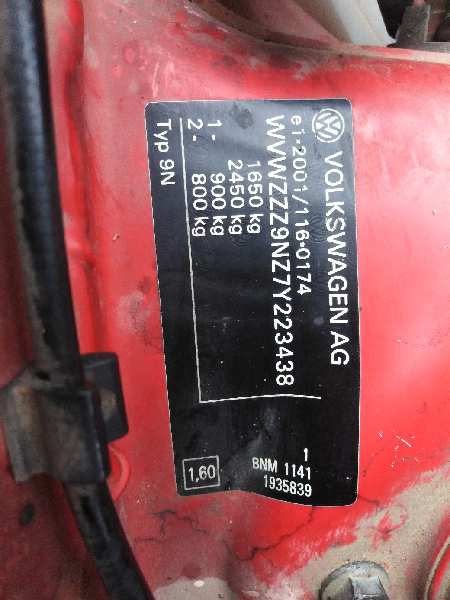 VOLKSWAGEN AG
e1*2001/116*0174
WVWZZZ9NZ7Y223438
1650 kg
2450 kg
1- 900 kg
2- 800 kg
Typ 9N
1
BNM 1141
1935839
1,60